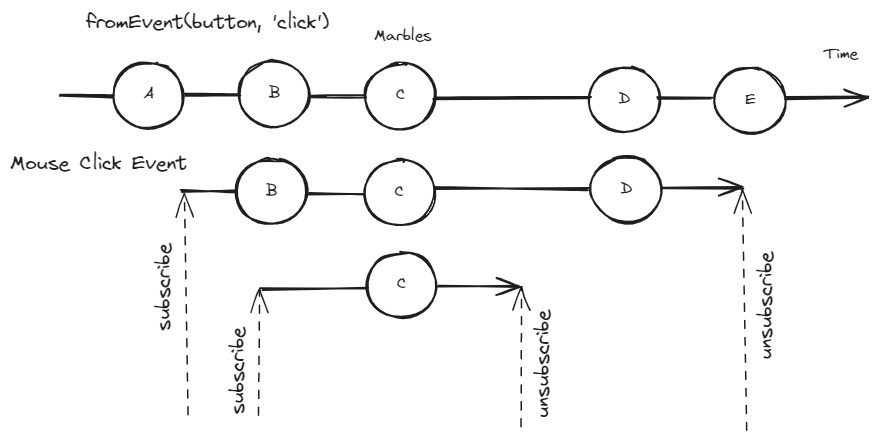 fromEvent(button, 'click')
Marbles
Time
A
B
C
D
E
Mouse Click Event
B
C
D
C
subscribe
subscribe
unsubscribe
unsubscribe